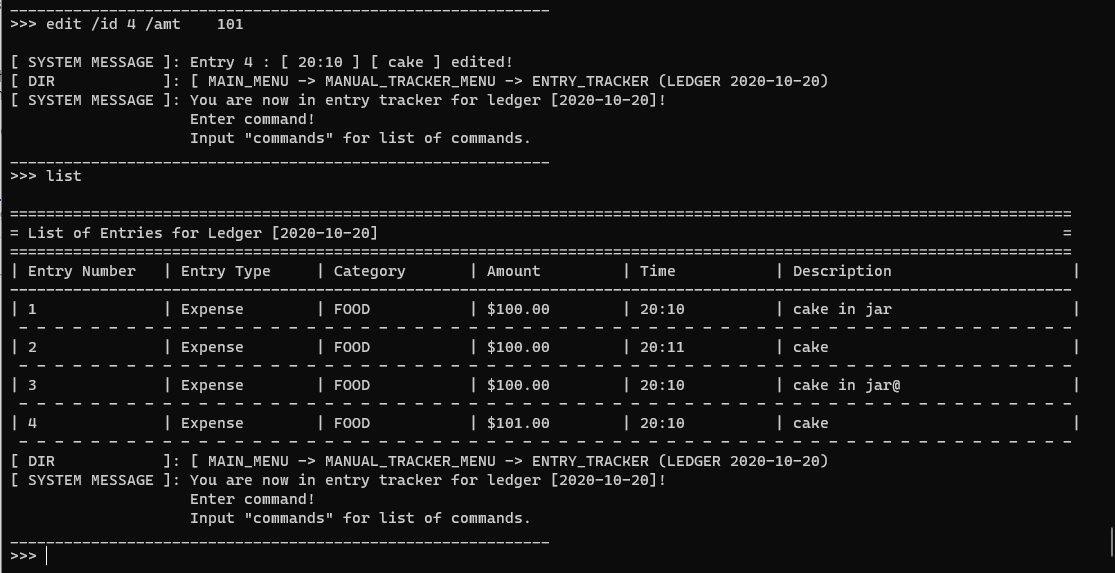 ____________________________________________________________
>>> edit /id 4 /amt    101
[ SYSTEM MESSAGE ]: Entry 4 : [ 20:10 ] [ cake ] edited!
[ DIR            ]: [ MAIN_MENU -> MANUAL_TRACKER_MENU -> ENTRY_TRACKER (LEDGER 2020-10-20)
[ SYSTEM MESSAGE ]: You are now in entry tracker for ledger [2020-10-20]!
                    Enter command!
                    Input "commands" for list of commands.
____________________________________________________________
>>> list
======================================================================================================================
= List of Entries for Ledger [2020-10-20]                                                                            =
======================================================================================================================
| Entry Number   | Entry Type     | Category       | Amount         | Time           | Description                    |
----------------------------------------------------------------------------------------------------------------------
| 1              | Expense        | FOOD           | $100.00        | 20:10          | cake in jar                    |
 - - - - - - - - - - - - - - - - - - - - - - - - - - - - - - - - - - - - - - - - - - - - - - - - - - - - - - - - - - -
| 2              | Expense        | FOOD           | $100.00        | 20:11          | cake                           |
 - - - - - - - - - - - - - - - - - - - - - - - - - - - - - - - - - - - - - - - - - - - - - - - - - - - - - - - - - - -
| 3              | Expense        | FOOD           | $100.00        | 20:10          | cake in jar@                   |
 - - - - - - - - - - - - - - - - - - - - - - - - - - - - - - - - - - - - - - - - - - - - - - - - - - - - - - - - - - -
| 4              | Expense        | FOOD           | $101.00        | 20:10          | cake                           |
 - - - - - - - - - - - - - - - - - - - - - - - - - - - - - - - - - - - - - - - - - - - - - - - - - - - - - - - - - - -
[ DIR            ]: [ MAIN_MENU -> MANUAL_TRACKER_MENU -> ENTRY_TRACKER (LEDGER 2020-10-20)
[ SYSTEM MESSAGE ]: You are now in entry tracker for ledger [2020-10-20]!
                    Enter command!
                    Input "commands" for list of commands.
____________________________________________________________
>>>